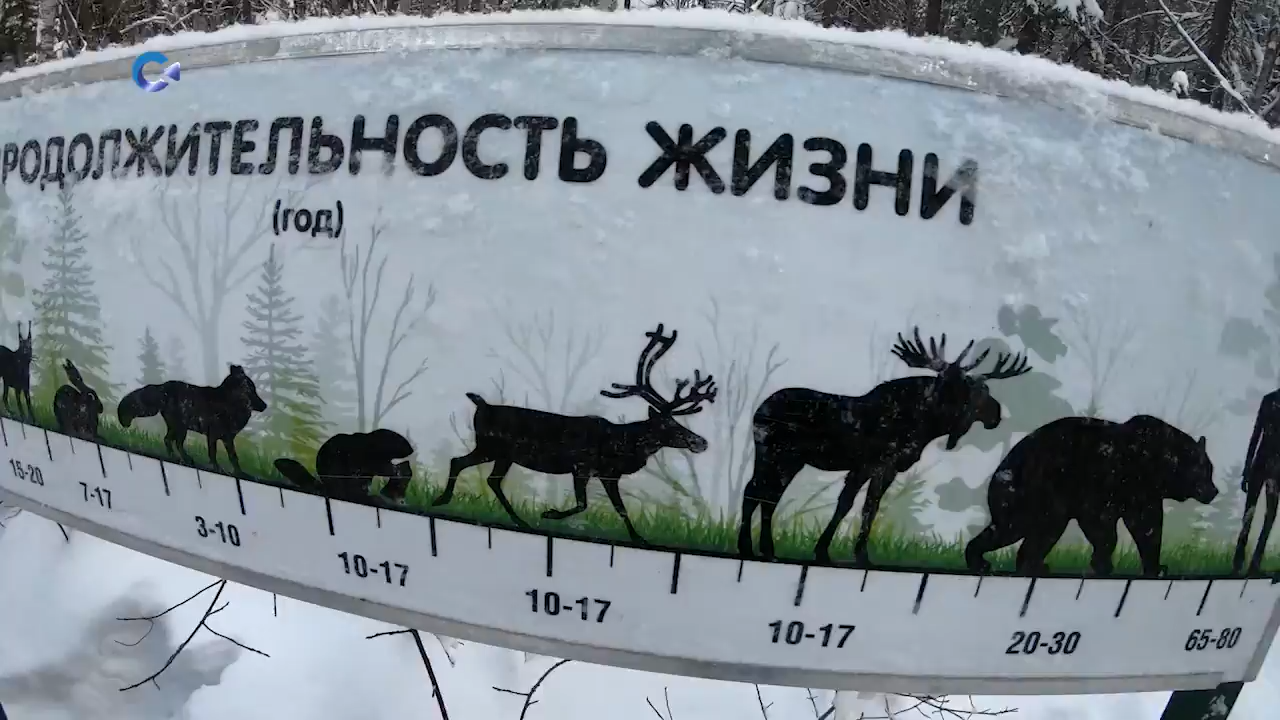 РОДОЛЖИТЕЛЬНОСТЬ ЖИЗНИ
(год)
15-20 7-17 3-10 10-17 10-17 10-17 20-30 65-80